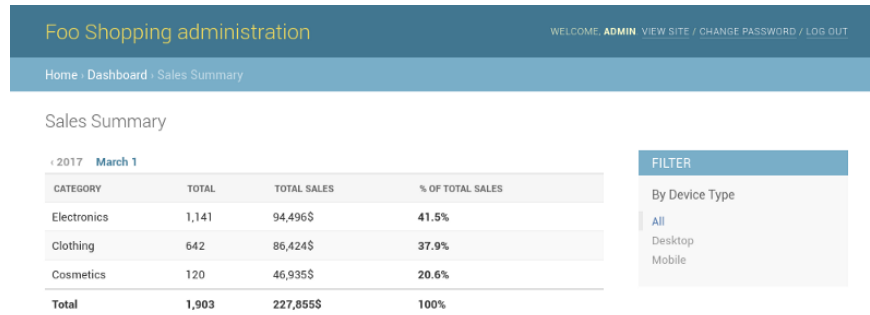 Foo Shopping administration
WELCOME, ADMIN. VIEW SITE / CHANGE PASSWORD / LOG OUT
Home › Dashboard › Sales Summary
Sales Summary
‹ 2017 March 1
CATEGORY TOTAL TOTAL SALES % OF TOTAL SALES
Electronics 1,141 94,496$ 41.5%
Clothing 642 86,424$ 37.9%
Cosmetics 120 46,935$ 20.6%
Total 1,903 227,855$ 100%
FILTER
By Device Type
All
Desktop
Mobile